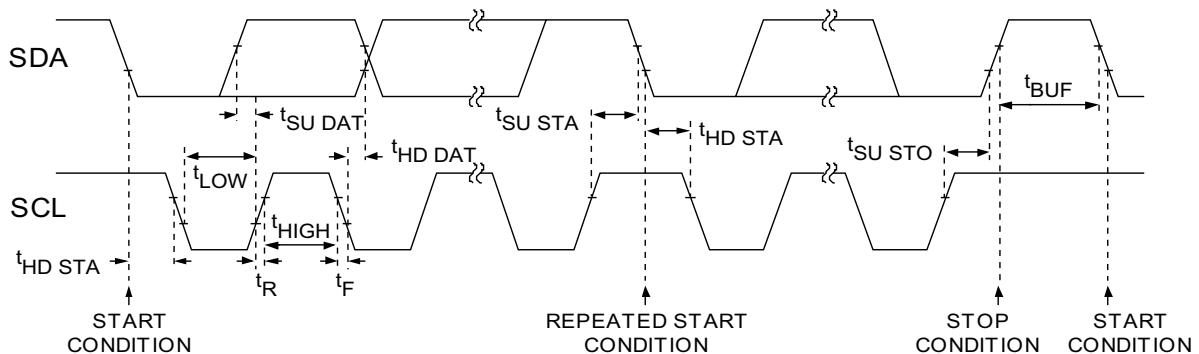 SDA
tSU DAT
tHD DAT
tLOW
tSU STA
tHD STA
tSU STO
tBUF
SCL
tHIGH
tHD STA
tR
tF
START
CONDITION
REPEATED START
CONDITION
STOP
CONDITION
START
CONDITION